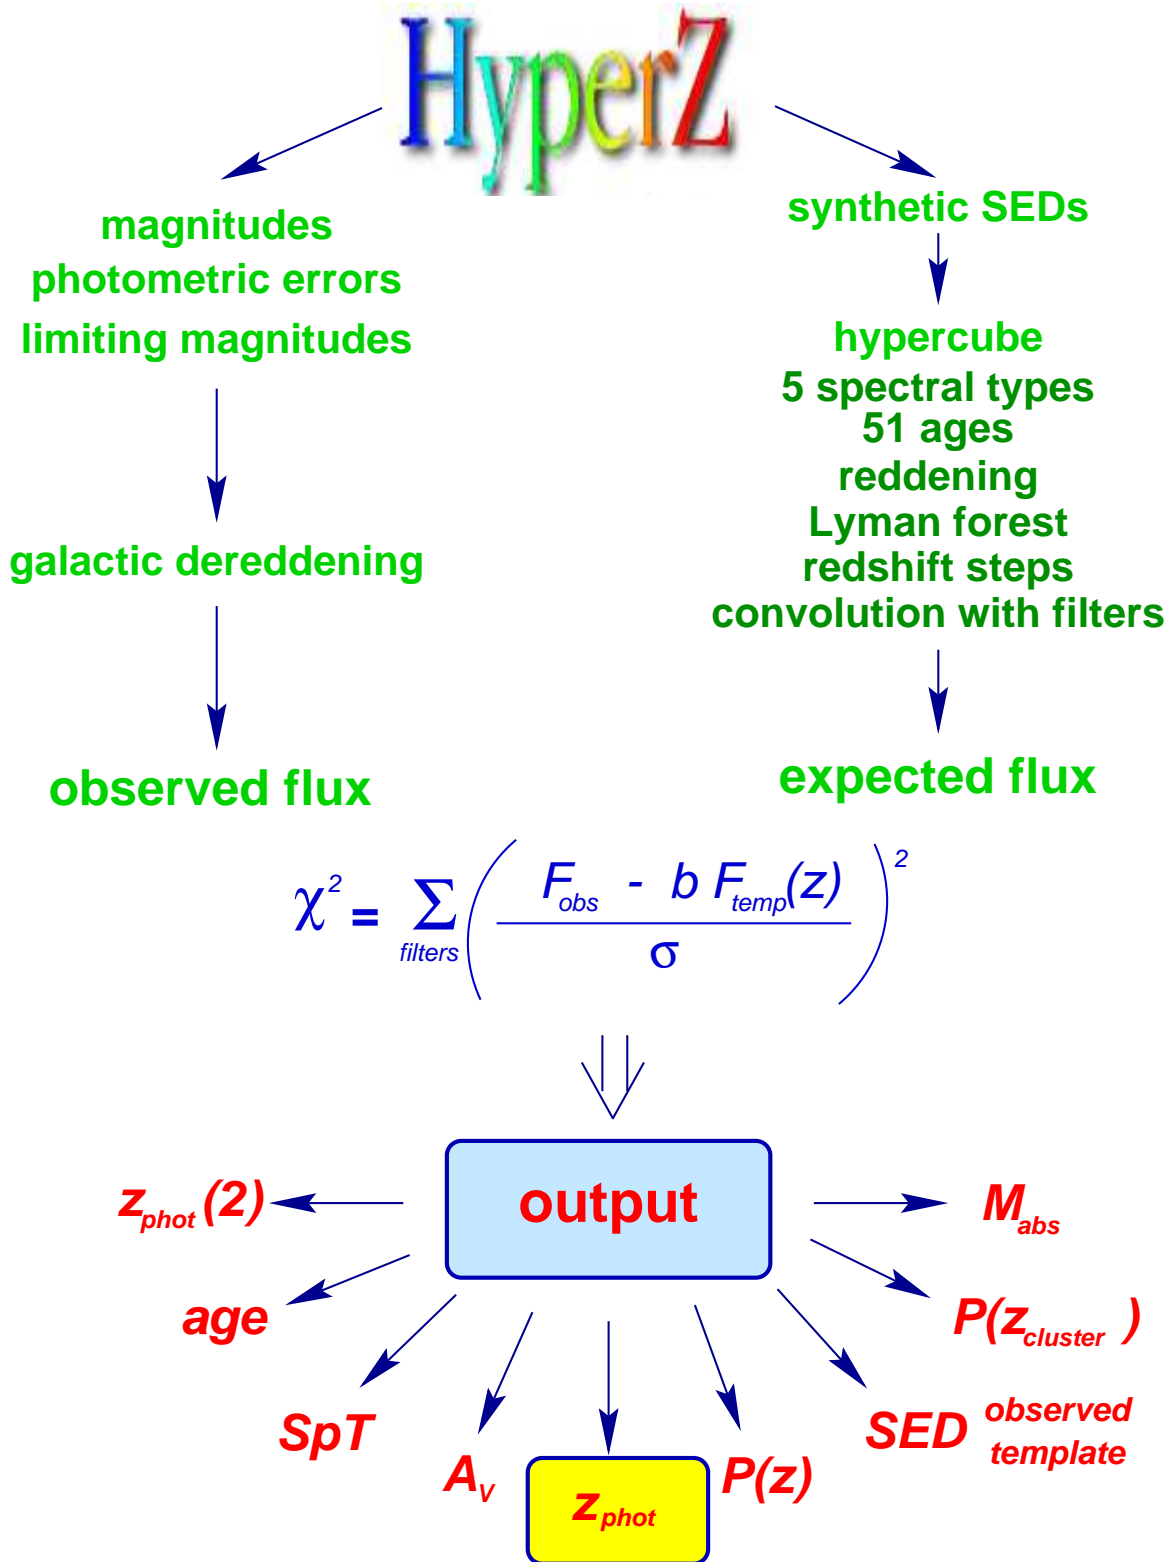 HyperZ
magnitudes
photometric errors
limiting magnitudes
galactic dereddening
observed flux
synthetic SEDs
hypercube
5 spectral types
51 ages
reddening
Lyman forest
redshift steps
convolution with filters
expected flux
χ² = Σ_filters ( (F_obs - b F_temp(z)) / σ )²
output
z_phot (2)
age
SpT
A_V
z_phot
P(z)
SED observed template
P(z_cluster )
M_abs